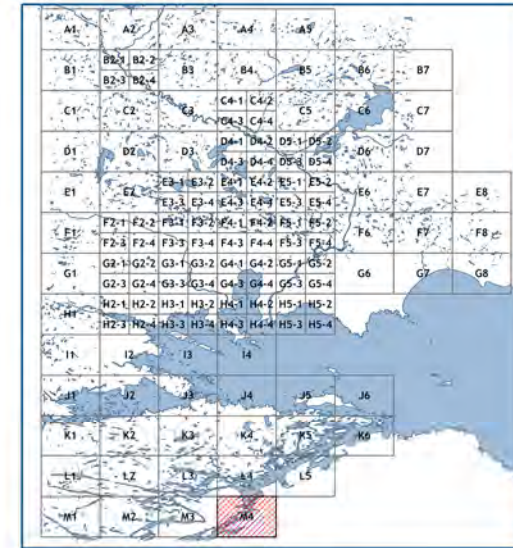 A1 A2 A3 A4 A5
B2-1 B2-2
B1 B3 B4 B5 B6 B7
B2-3 B2-4
C4-1 C4-2
C1 C2 C3 C5 C6 C7
C4-3 C4-4
D4-1 D4-2 D5-1 D5-2
D1 D2 D3 D6 D7
D4-3 D4-4 D5-3 D5-4
E3-1 E3-2 E4-1 E4-2 E5-1 E5-2
E1 E2 E6 E7 E8
E3-3 E3-4 E4-3 E4-4 E5-3 E5-4
F2-1 F2-2 F3-1 F3-2 F4-1 F4-2 F5-1 F5-2
F1 F6 F7 F8
F2-3 F2-4 F3-3 F3-4 F4-3 F4-4 F5-3 F5-4
G2-1 G2-2 G3-1 G3-2 G4-1 G4-2 G5-1 G5-2
G1 G6 G7 G8
G2-3 G2-4 G3-3 G3-4 G4-3 G4-4 G5-3 G5-4
H2-1 H2-2 H3-1 H3-2 H4-1 H4-2 H5-1 H5-2
H1
H2-3 H2-4 H3-3 H3-4 H4-3 H4-4 H5-3 H5-4
I1 I2 I3 I4
J1 J2 J3 J4 J5 J6
K1 K2 K3 K4 K5 K6
L1 L2 L3 L4 L5
M1 M2 M3 M4